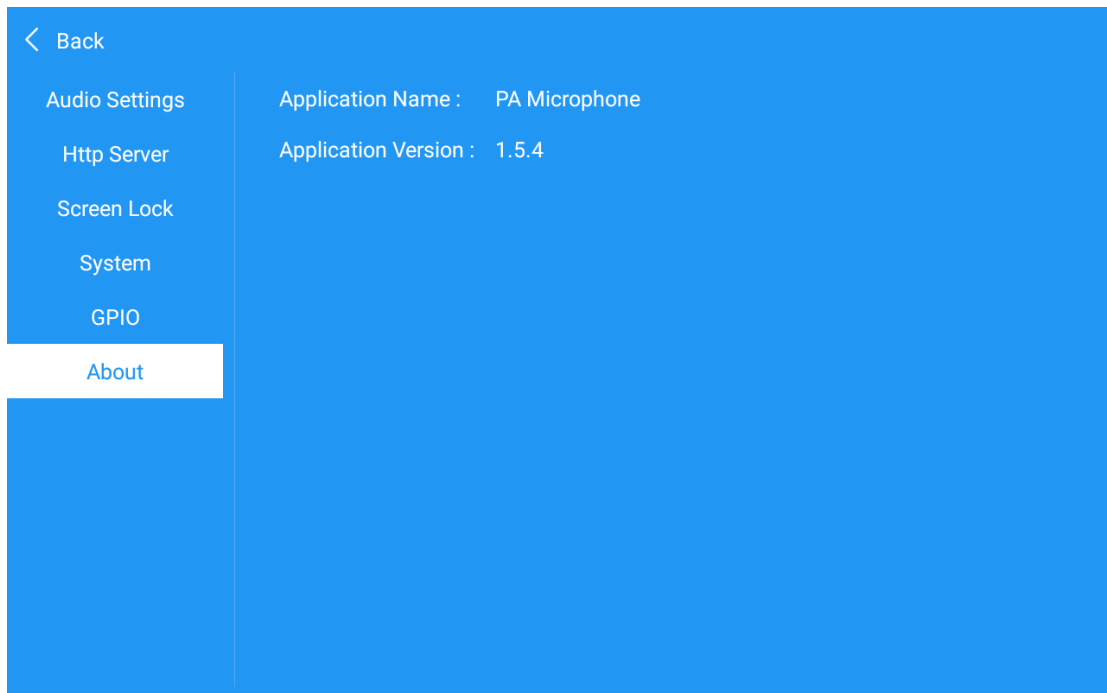 Back
Audio Settings
Http Server
Screen Lock
System
GPIO
About
Application Name : PA Microphone
Application Version : 1.5.4